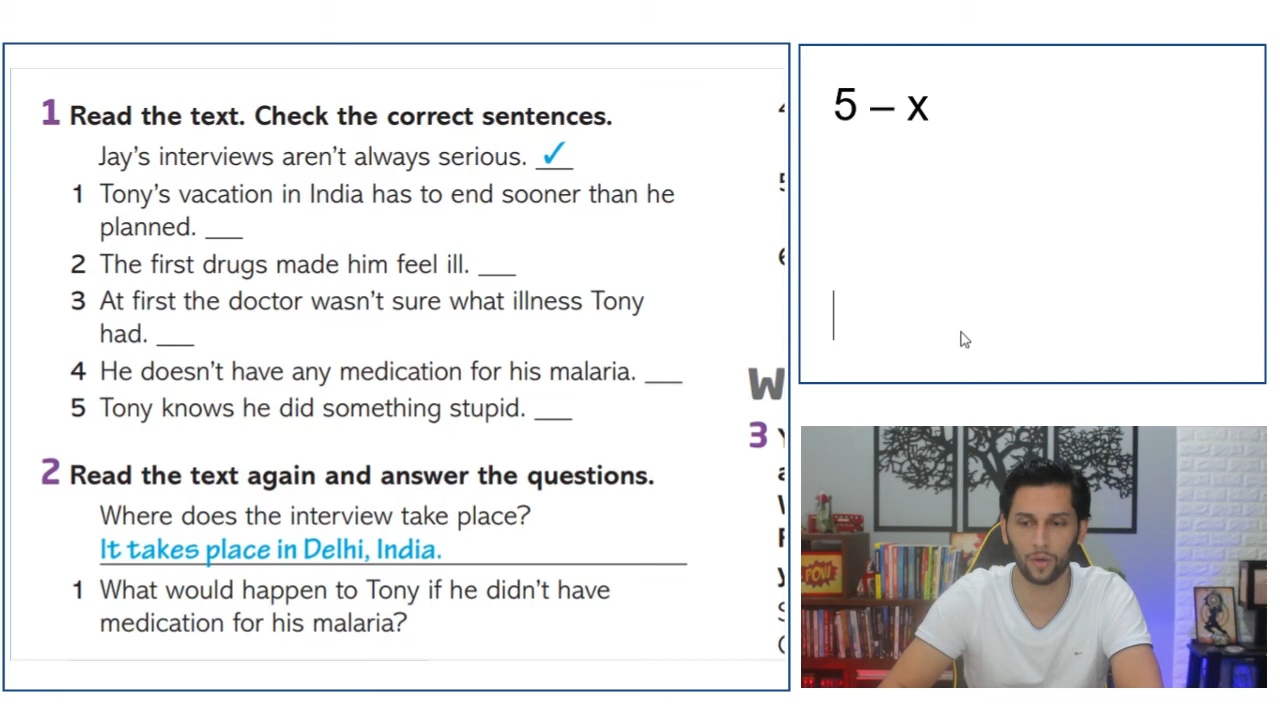 1 Read the text. Check the correct sentences.
Jay's interviews aren't always serious. ✓
1 Tony's vacation in India has to end sooner than he
planned. ___
2 The first drugs made him feel ill. ___
3 At first the doctor wasn't sure what illness Tony
had. ___
4 He doesn't have any medication for his malaria. ___
5 Tony knows he did something stupid. ___
2 Read the text again and answer the questions.
Where does the interview take place?
It takes place in Delhi, India.
1 What would happen to Tony if he didn't have
medication for his malaria?
W
3
5 – x
POW